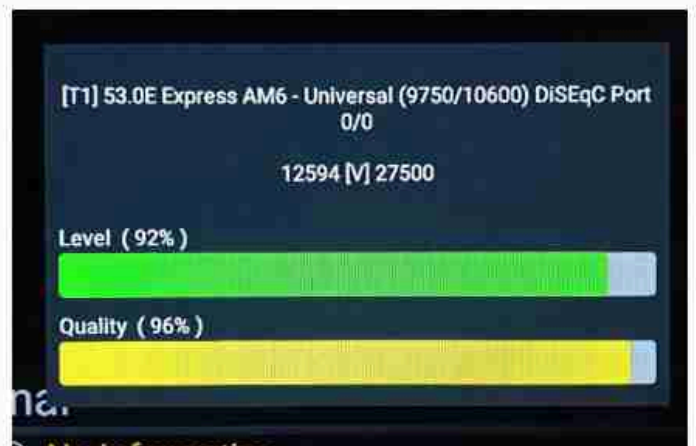 [T1] 53.0E Express AM6 - Universal (9750/10600) DiSEqC Port
0/0
12594 [V] 27500
Level ( 92% )
Quality ( 96% )